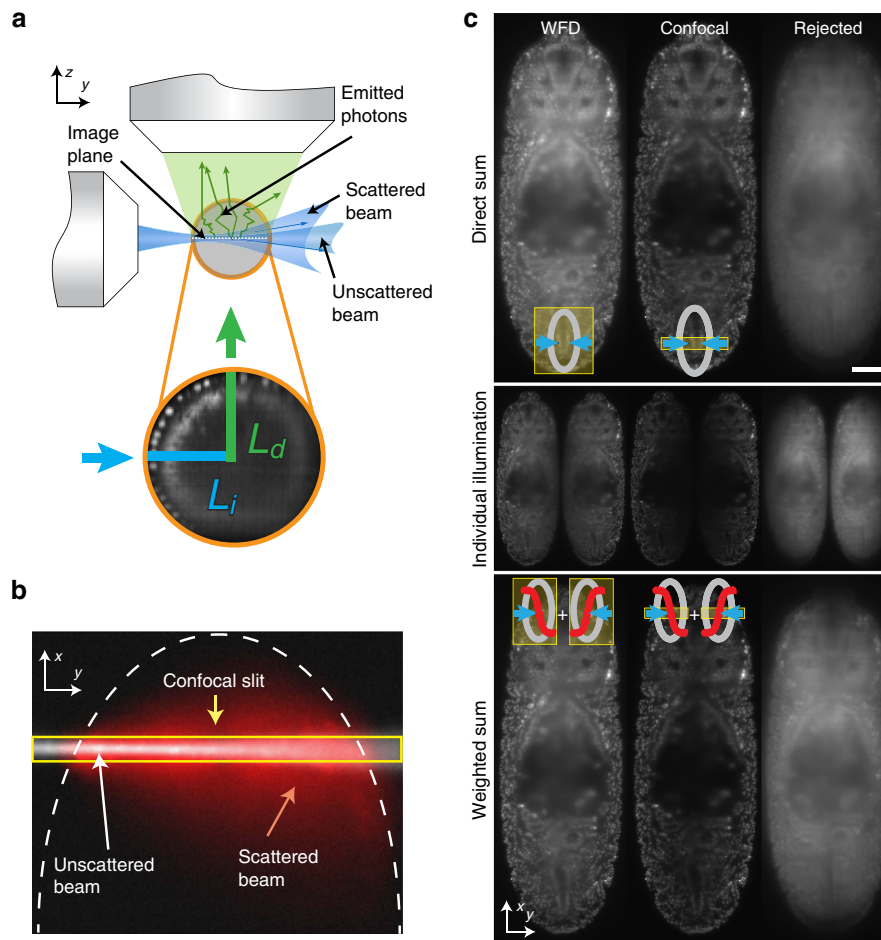 a
z
y
Emitted
photons
Image
plane
Scattered
beam
Unscattered
beam
L_d
L_i
b
x
y
Confocal slit
Unscattered
beam
Scattered
beam
c
WFD Confocal Rejected
Direct sum
Individual illumination
+ +
Weighted sum
x
y